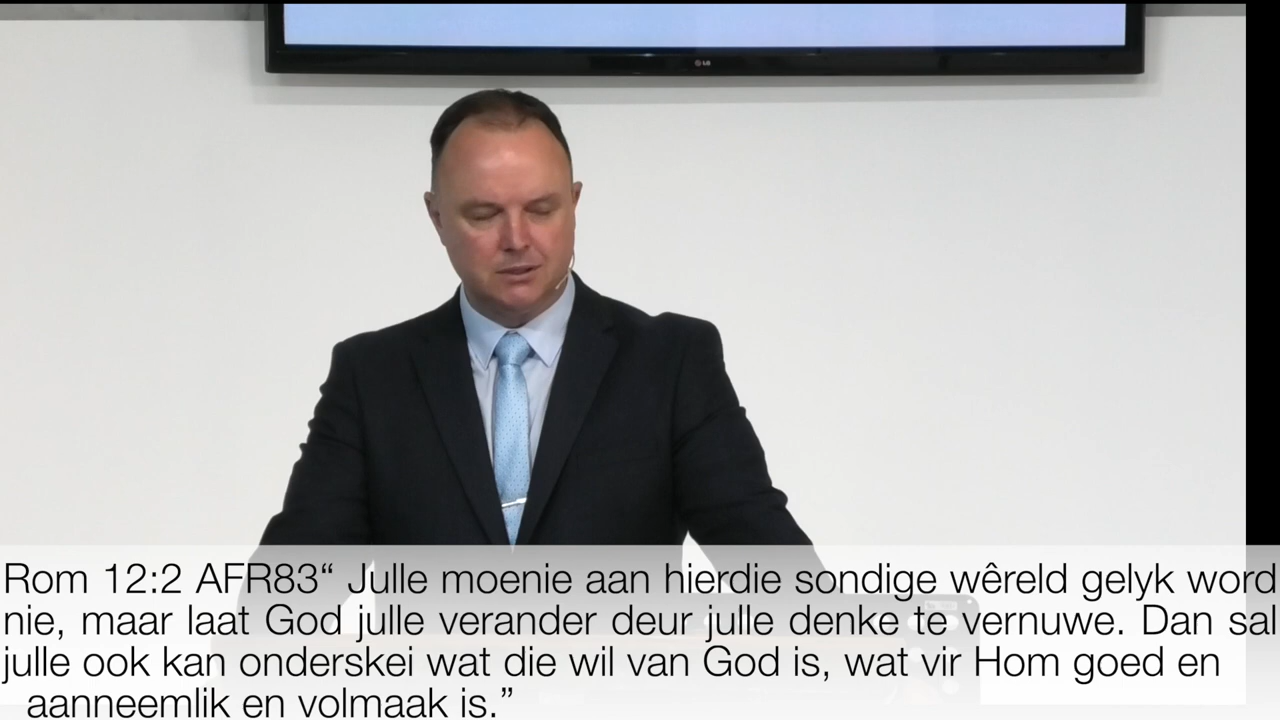 LG
Rom 12:2 AFR83“ Julle moenie aan hierdie sondige wêreld gelyk word
nie, maar laat God julle verander deur julle denke te vernuwe. Dan sal
julle ook kan onderskei wat die wil van God is, wat vir Hom goed en
aanneemlik en volmaak is.”